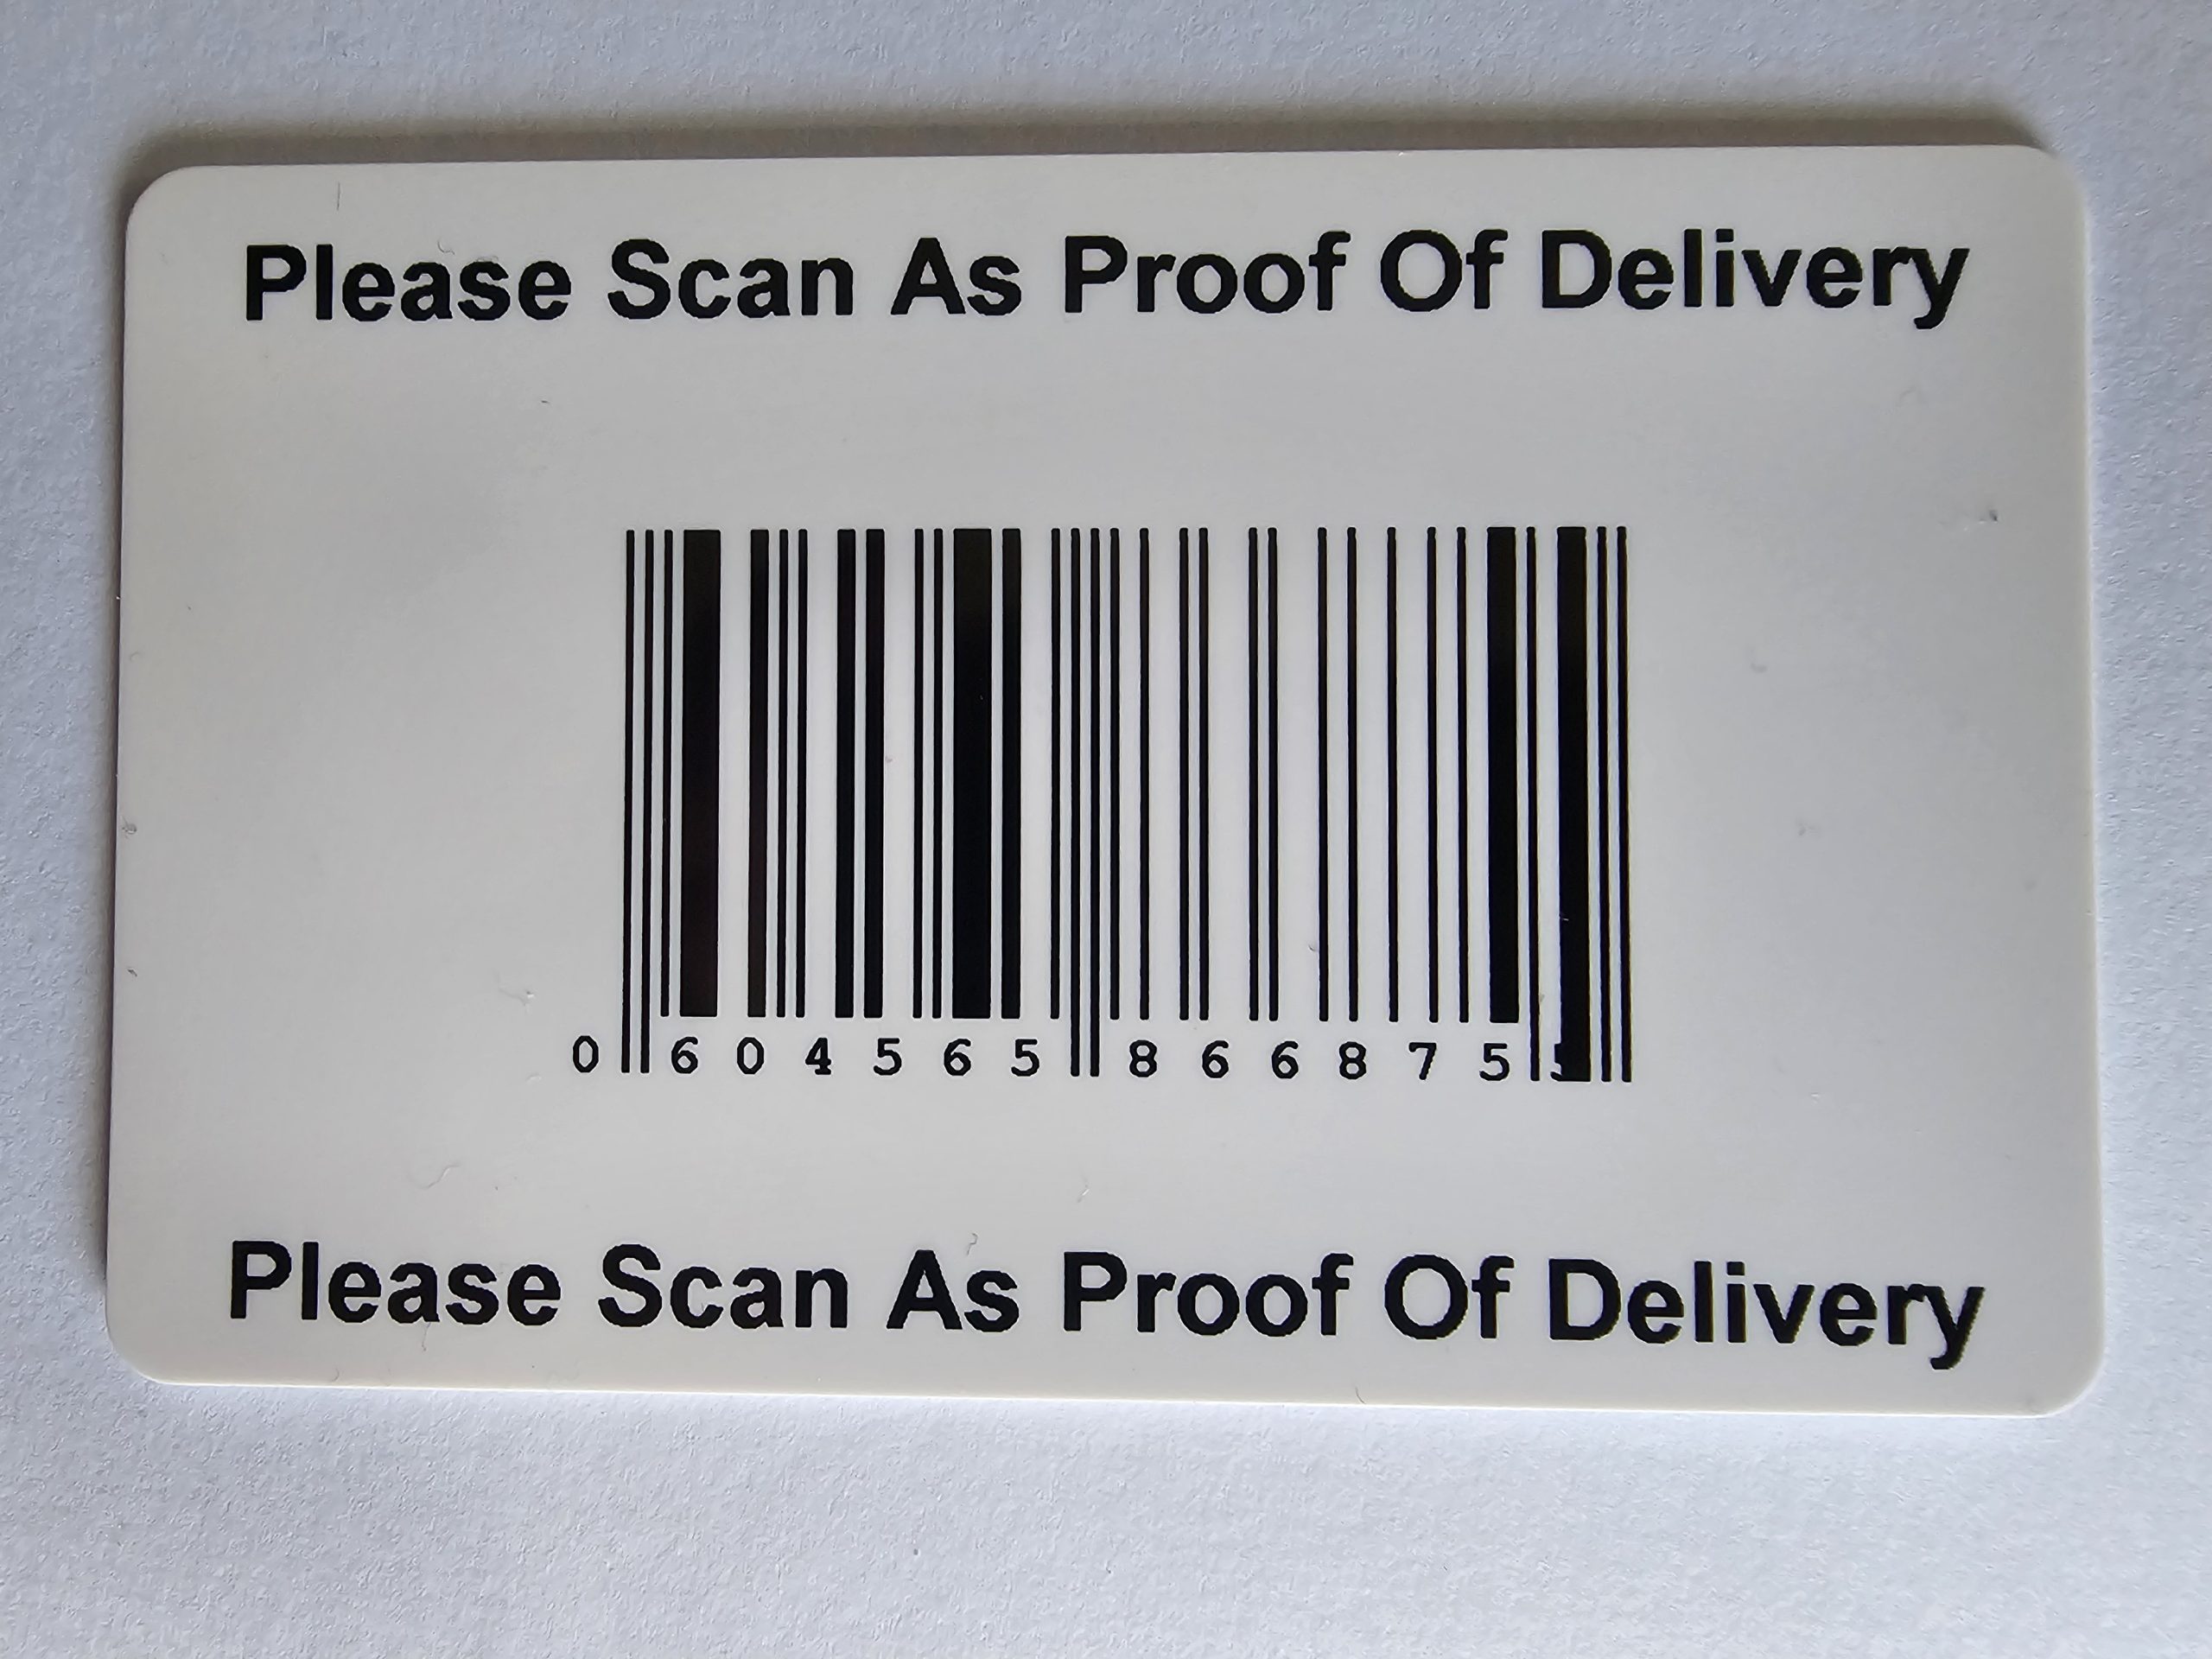 Please Scan As Proof Of Delivery
0 604565 866875
Please Scan As Proof Of Delivery